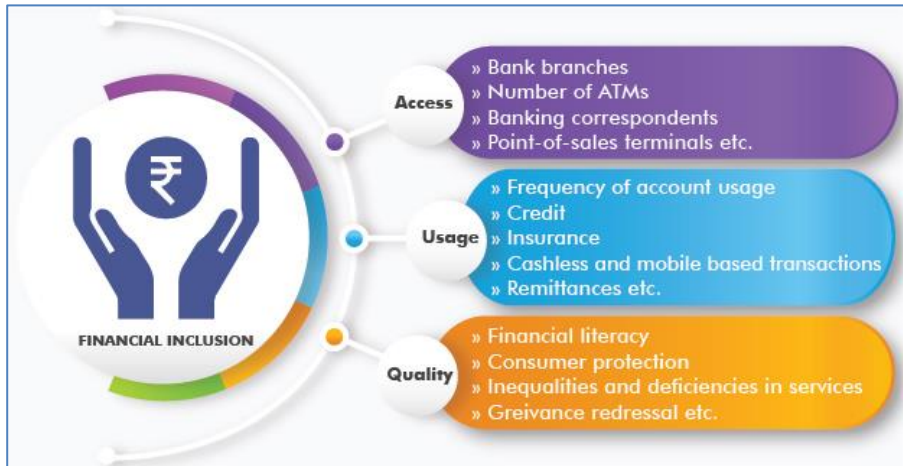 ₹
FINANCIAL INCLUSION
Access
» Bank branches
» Number of ATMs
» Banking correspondents
» Point-of-sales terminals etc.
Usage
» Frequency of account usage
» Credit
» Insurance
» Cashless and mobile based transactions
» Remittances etc.
Quality
» Financial literacy
» Consumer protection
» Inequalities and deficiencies in services
» Greivance redressal etc.